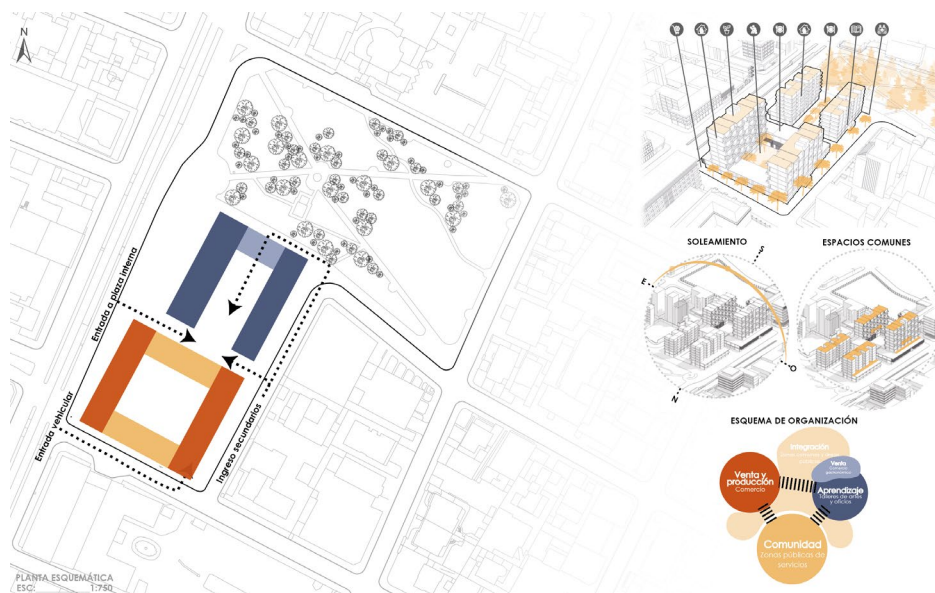 N
Entrada a plaza interna
Entrada vehicular
Ingreso secundarios
PLANTA ESQUEMÁTICA
ESC: 1:750
SOLEAMIENTO
S
E
O
N
ESPACIOS COMUNES
ESQUEMA DE ORGANIZACIÓN
Integración
Venta
Venta y
producción
Comercio
Aprendizaje
Talleres de artes
y oficios
Comunidad
Zonas públicas de
servicios